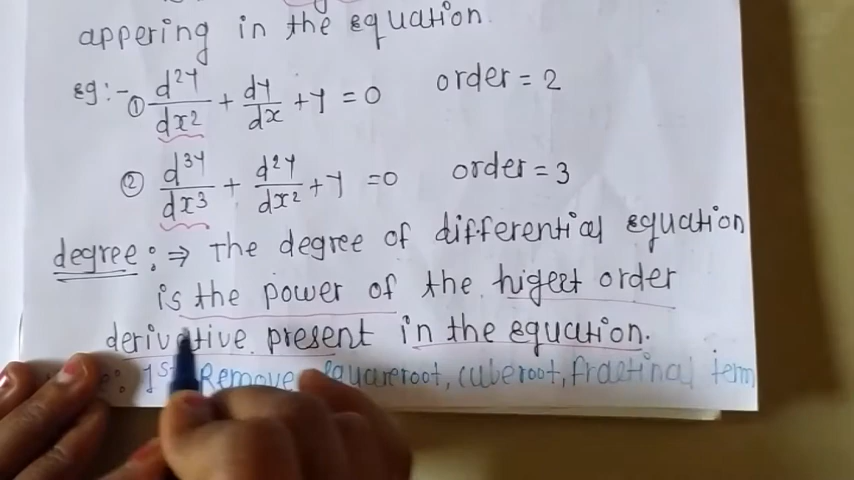 appering in the equation.
eg:- ① d²y/dx² + dy/dx + y = 0 order = 2
② d³y/dx³ + d²y/dx² + y = 0 order = 3
degree:⇒ The degree of differential equation
is the power of the higest order
derivative present in the equation.
1st Remove squareroot, cuberoot, fractinal term